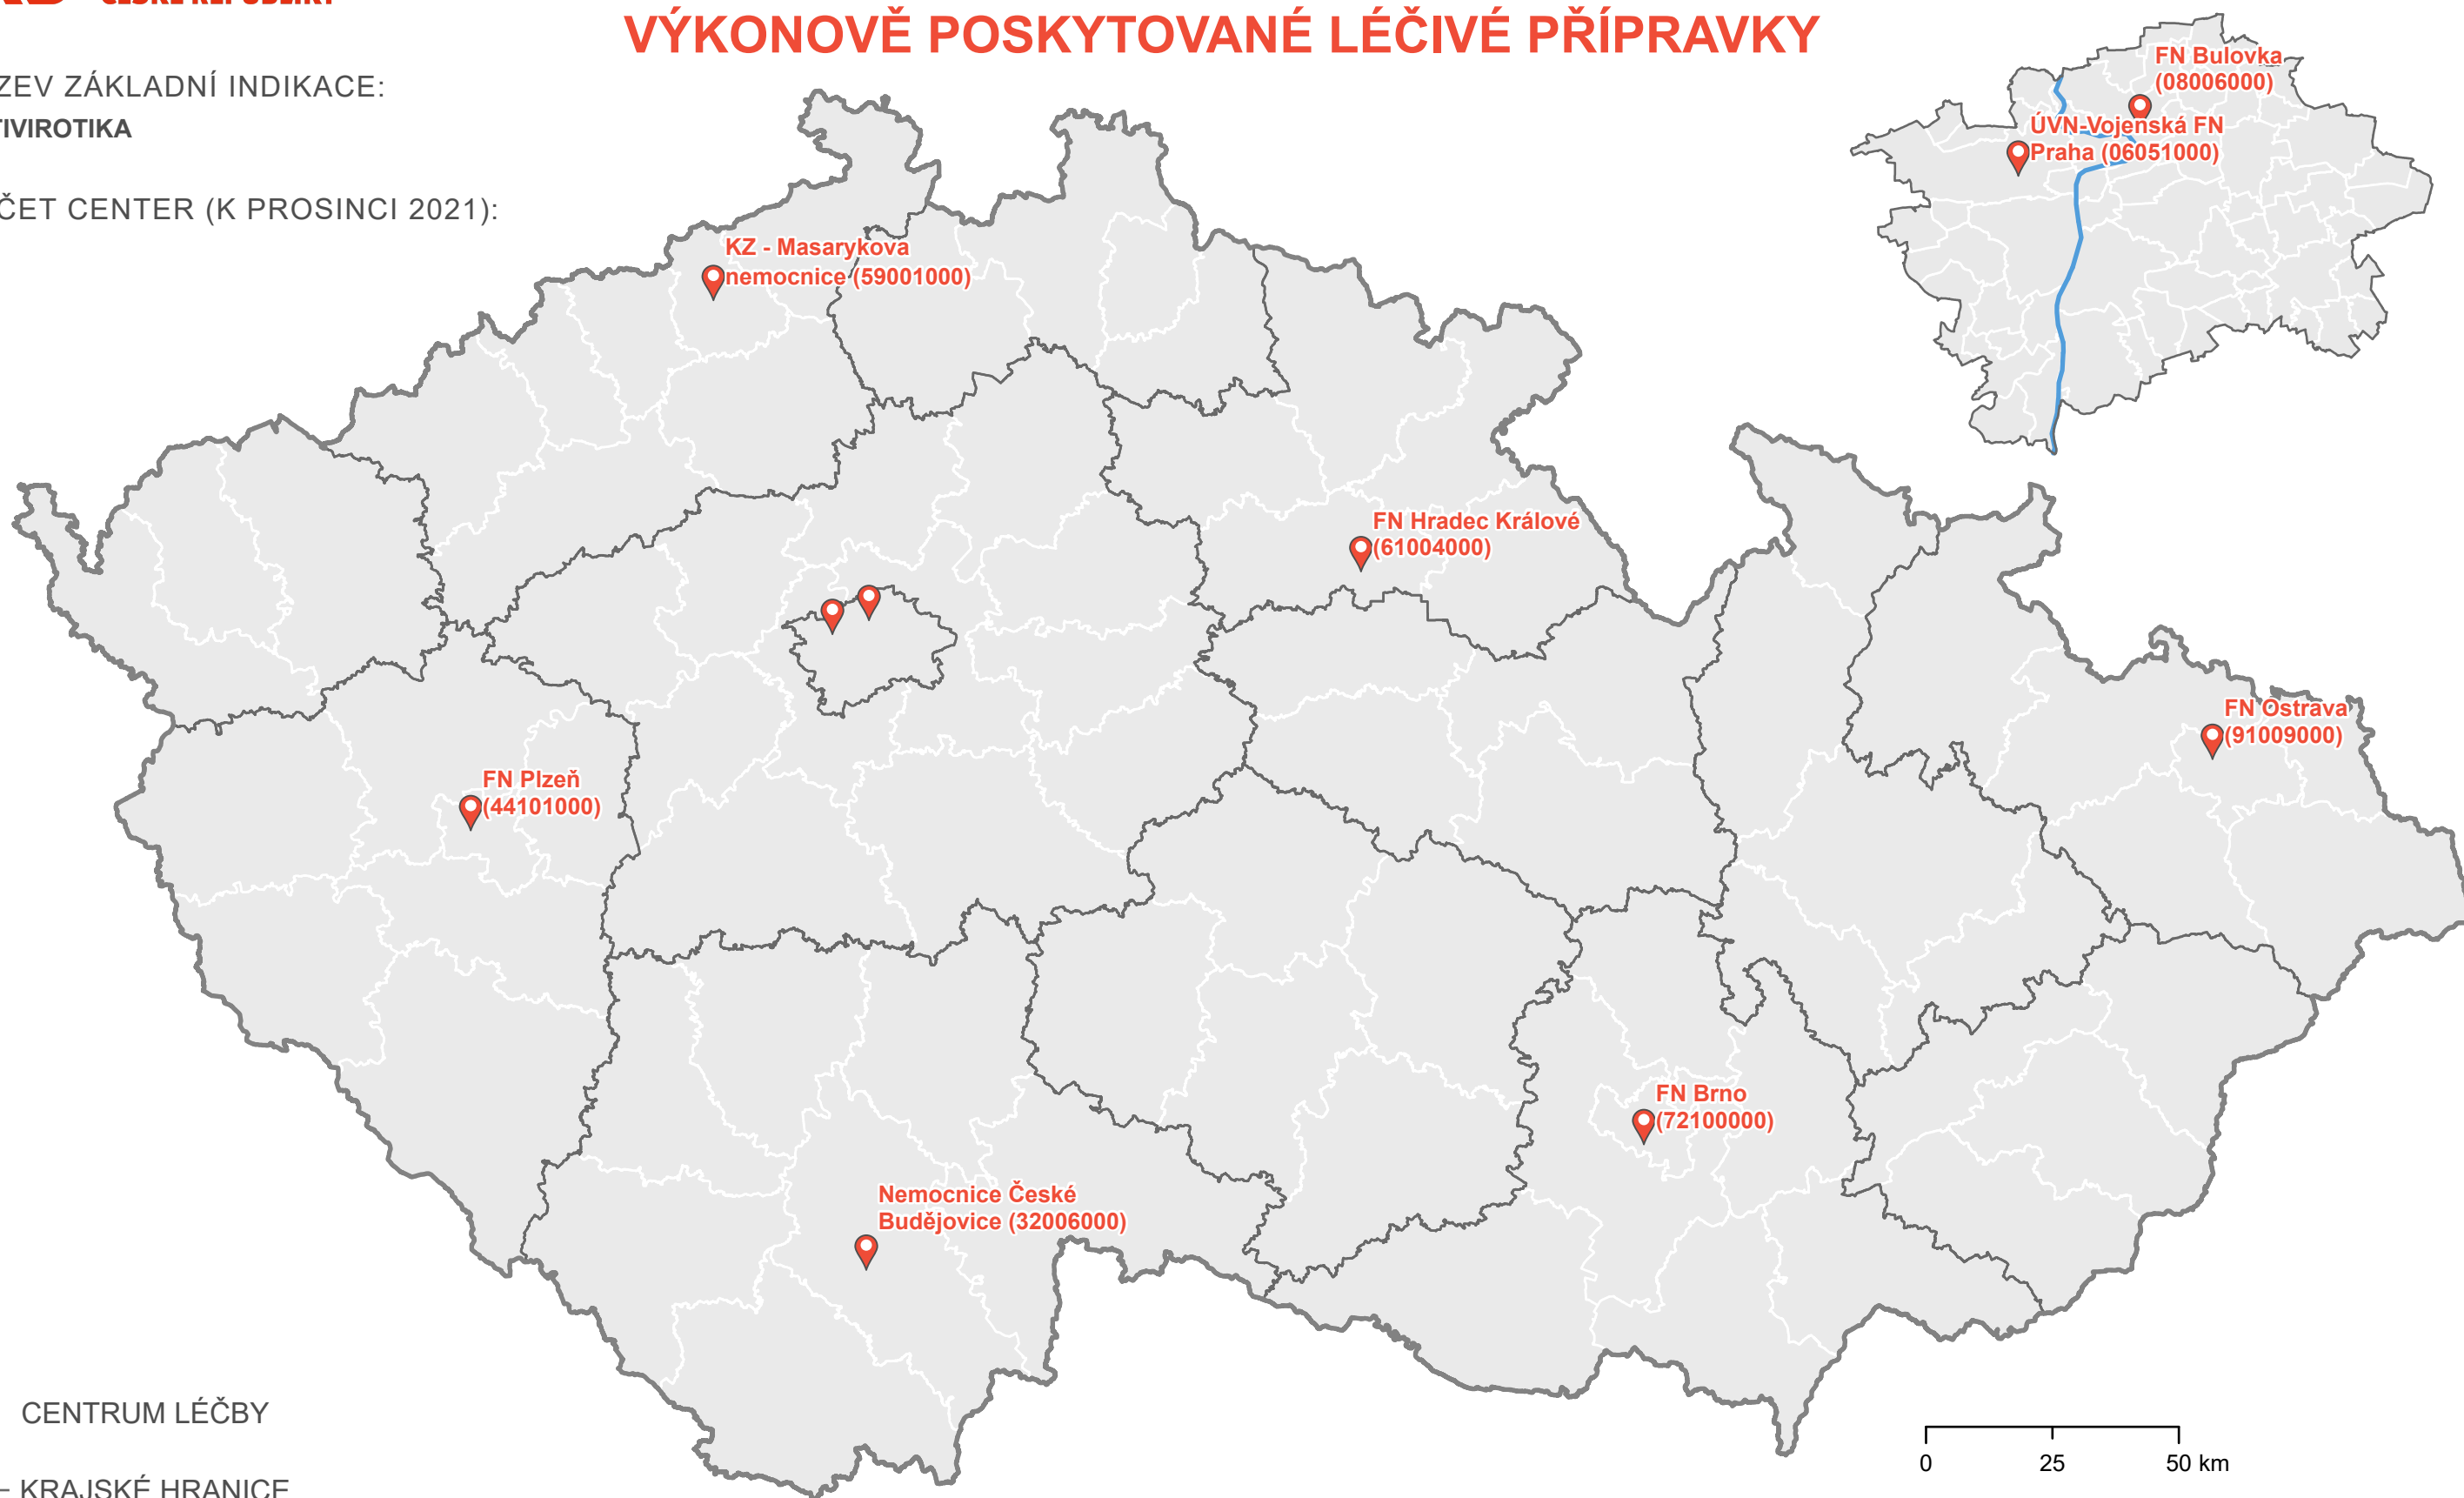 ČESKÉ REPUBLIKY
VÝKONOVĚ POSKYTOVANÉ LÉČIVÉ PŘÍPRAVKY
ZEV ZÁKLADNÍ INDIKACE:
TIVIROTIKA
ČET CENTER (K PROSINCI 2021):
FN Bulovka
(08006000)
ÚVN-Vojenská FN
Praha (06051000)
KZ - Masarykova
nemocnice (59001000)
FN Hradec Králové
(61004000)
FN Ostrava
(91009000)
FN Plzeň
(44101000)
FN Brno
(72100000)
Nemocnice České
Budějovice (32006000)
CENTRUM LÉČBY
KRAJSKÉ HRANICE
0 25 50 km